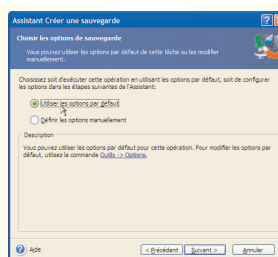 Assistant Créer une sauvegarde
Choisir les options de sauvegarde
Vous pouvez utiliser les options par défaut de cette tâche ou les modifier
manuellement.
Choisissez soit d'exécuter cette opération en utilisant les options par défaut, soit de configurer
les options dans les étapes suivantes de l'Assistant:
Utiliser les options par défaut
Définir les options manuellement
Description
Vous pouvez utiliser les options par défaut pour cette opération. Pour modifier les options par
défaut, utilisez la commande Outils -> Options.
Aide
< Précédent
Suivant >
Annuler